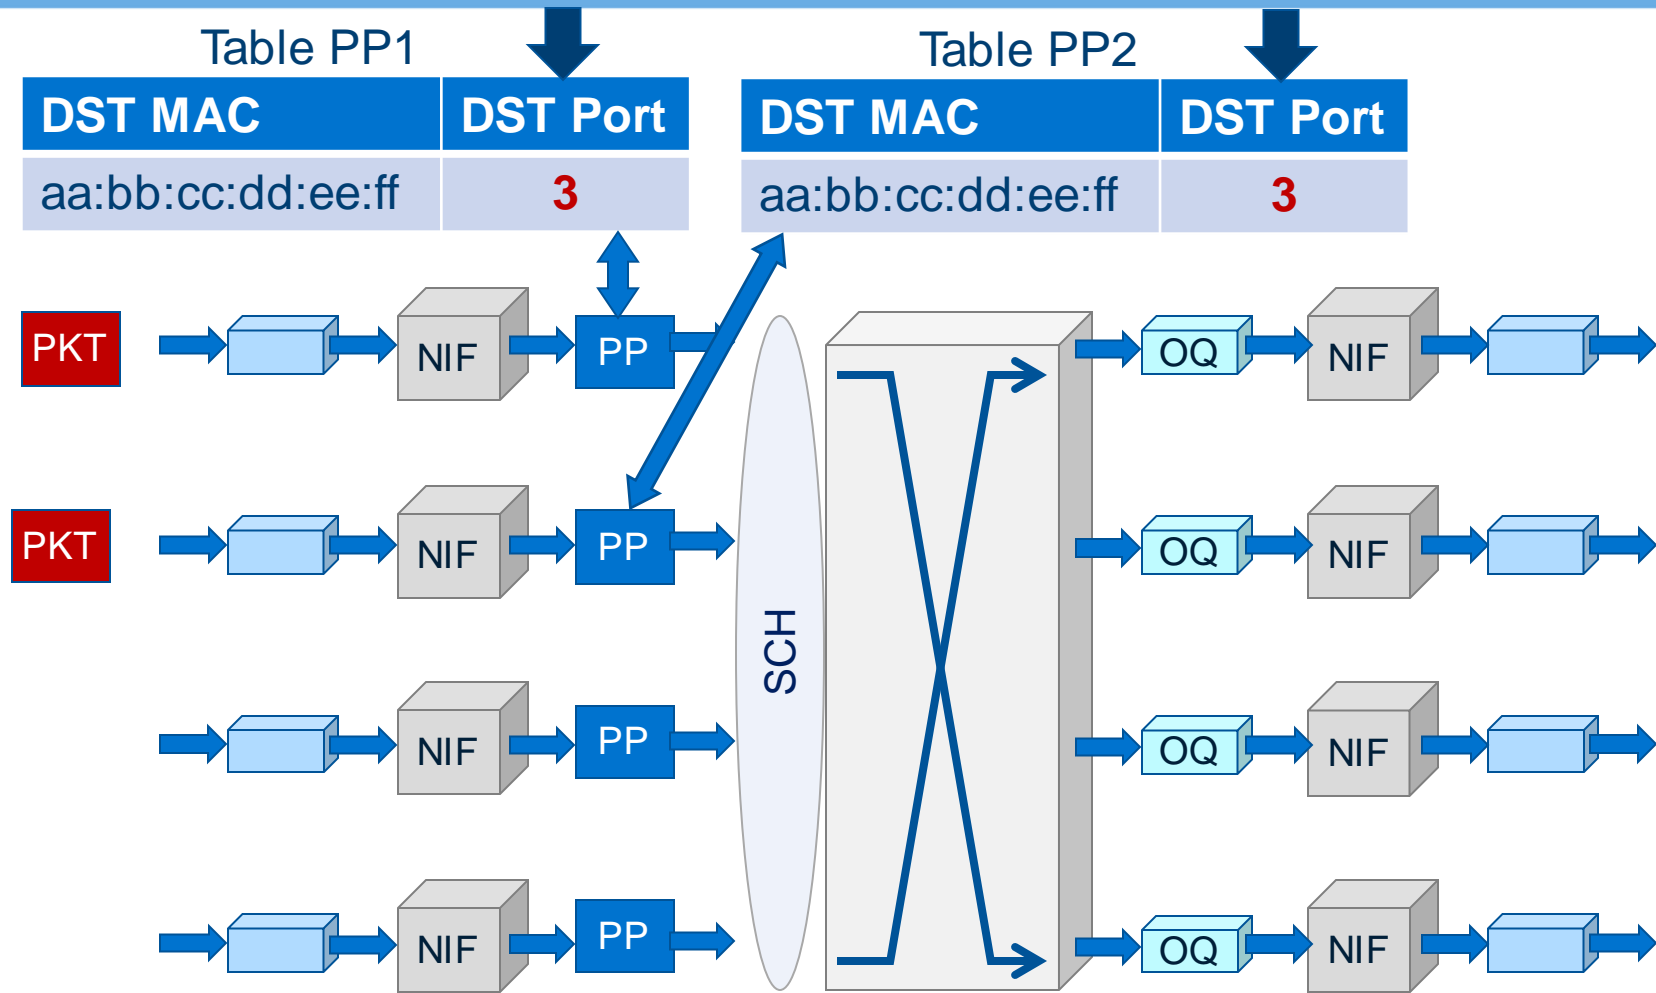 Table PP1
Table PP2
DST MAC DST Port
DST MAC DST Port
aa:bb:cc:dd:ee:ff 3
aa:bb:cc:dd:ee:ff 3
PKT NIF PP OQ NIF
PKT NIF PP OQ NIF
SCH
NIF PP OQ NIF
NIF PP OQ NIF